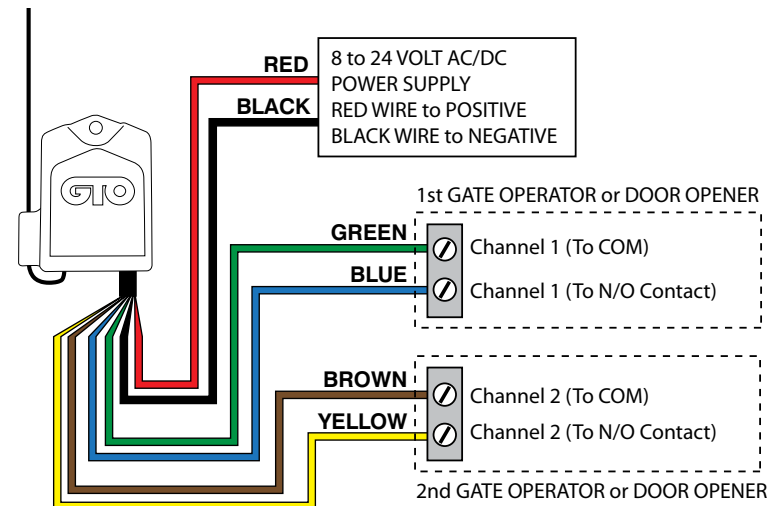 RED
8 to 24 VOLT AC/DC
POWER SUPPLY
BLACK
RED WIRE to POSITIVE
BLACK WIRE to NEGATIVE
GTO
1st GATE OPERATOR or DOOR OPENER
GREEN
Channel 1 (To COM)
BLUE
Channel 1 (To N/O Contact)
BROWN
Channel 2 (To COM)
YELLOW
Channel 2 (To N/O Contact)
2nd GATE OPERATOR or DOOR OPENER